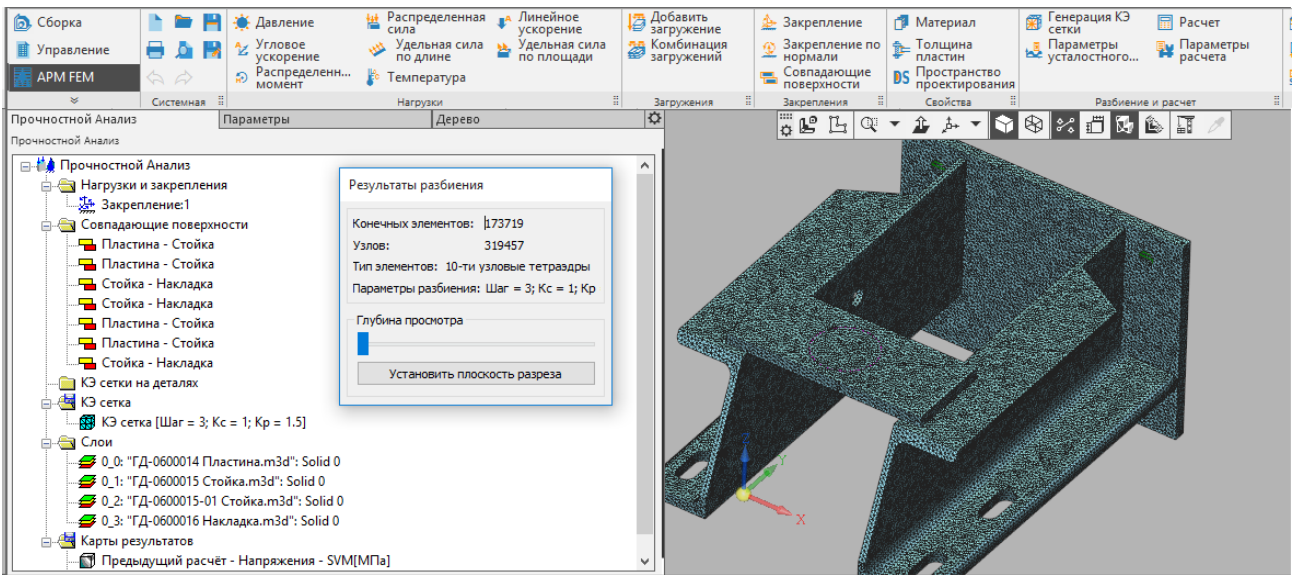 Сборка
Управление
APM FEM
Системная
Давление
Угловое
ускорение
Распределенн...
момент
Распределенная
сила
Удельная сила
по длине
Температура
Линейное
ускорение
Удельная сила
по площади
Нагрузки
Добавить
загружение
Комбинация
загружений
Загружения
Закрепление
Закрепление по
нормали
Совпадающие
поверхности
Закрепления
Материал
Толщина
пластин
DS Пространство
проектирования
Свойства
Генерация КЭ
сетки
Параметры
усталостного...
Расчет
Параметры
расчета
Разбиение и расчет
Прочностной Анализ
Параметры
Дерево
Прочностной Анализ
Прочностной Анализ
Нагрузки и закрепления
Закрепление:1
Совпадающие поверхности
Пластина - Стойка
Пластина - Стойка
Стойка - Накладка
Стойка - Накладка
Пластина - Стойка
Пластина - Стойка
Стойка - Накладка
КЭ сетки на деталях
КЭ сетка
КЭ сетка [Шаг = 3; Кс = 1; Кр = 1.5]
Слои
0_0: "ГД-0600014 Пластина.m3d": Solid 0
0_1: "ГД-0600015 Стойка.m3d": Solid 0
0_2: "ГД-0600015-01 Стойка.m3d": Solid 0
0_3: "ГД-0600016 Накладка.m3d": Solid 0
Карты результатов
Предыдущий расчёт - Напряжения - SVM[МПа]
Результаты разбиения
Конечных элементов: 173719
Узлов: 319457
Тип элементов: 10-ти узловые тетраэдры
Параметры разбиения: Шаг = 3; Кс = 1; Кр
Глубина просмотра
Установить плоскость разреза
Z
Y
X